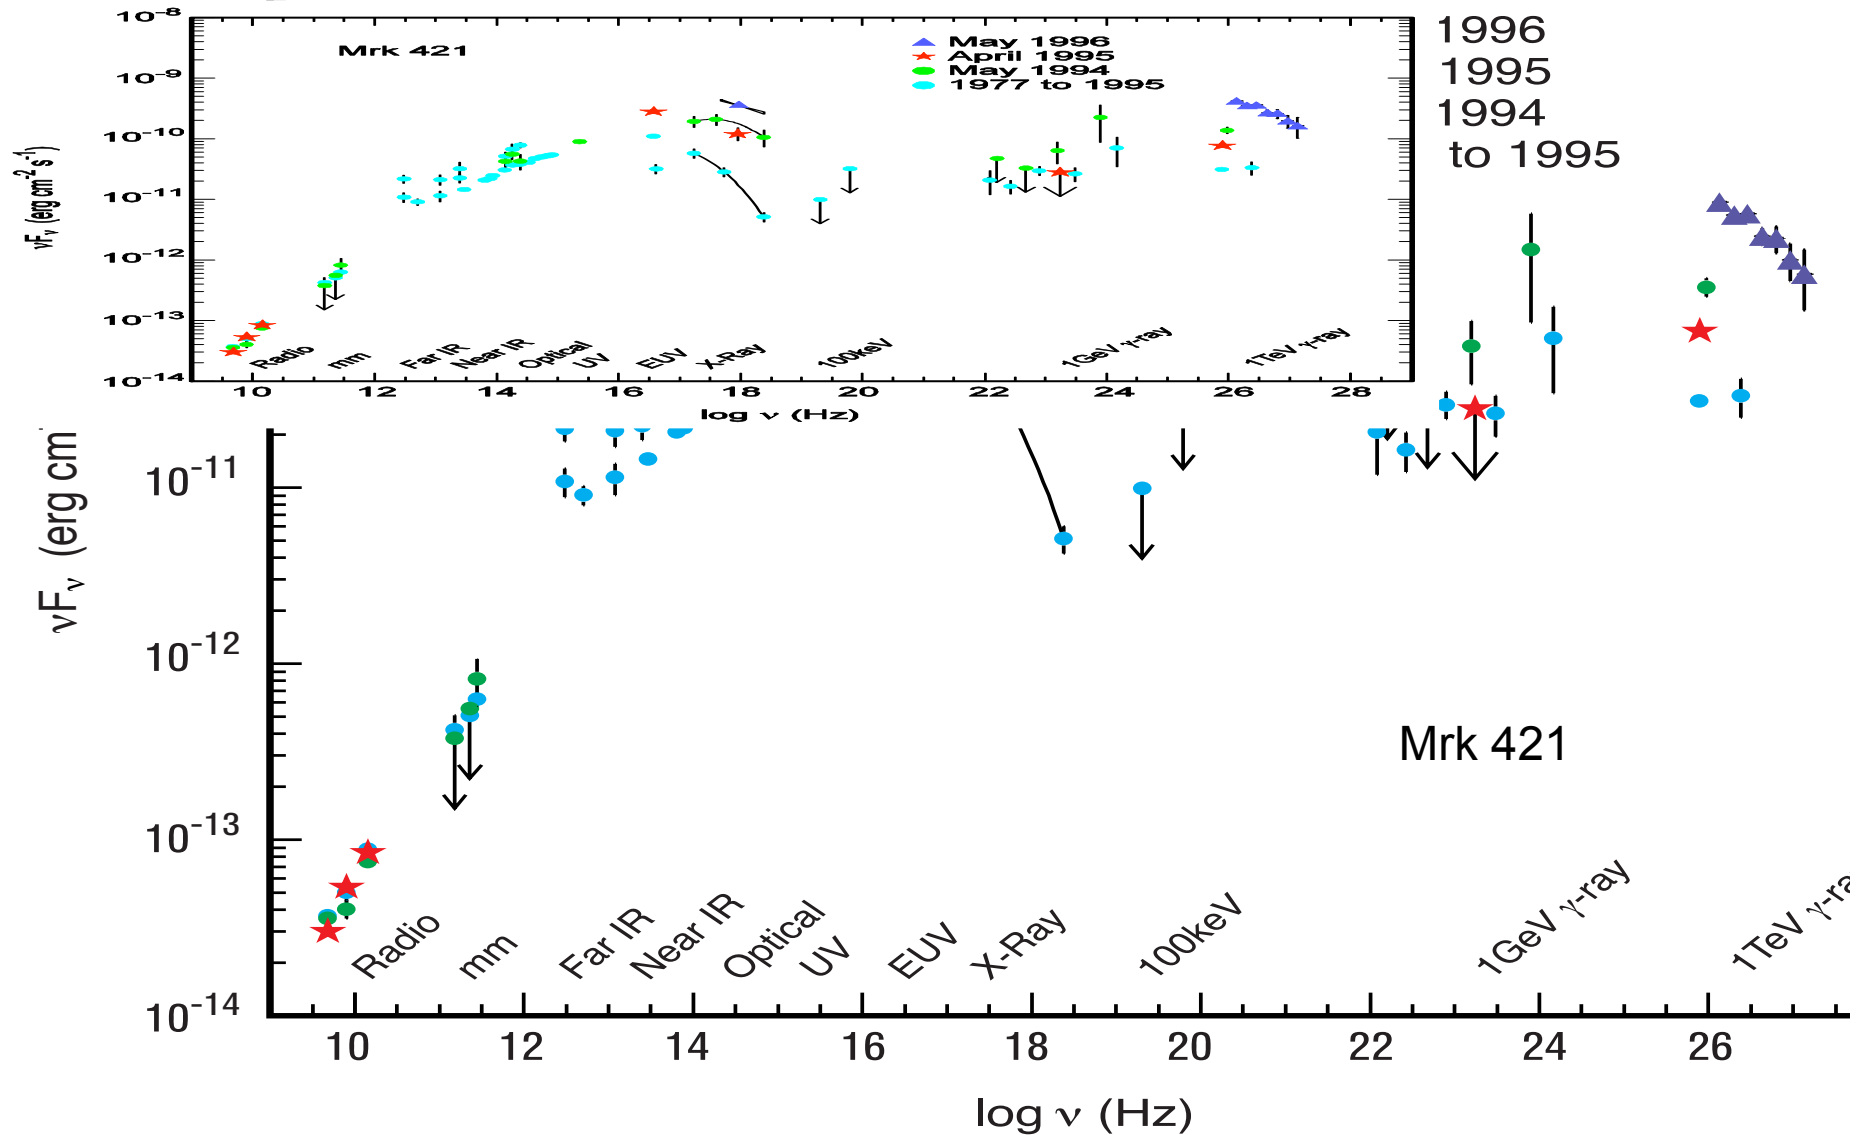 10⁻⁸
10⁻⁹
10⁻¹⁰
10⁻¹¹
10⁻¹²
10⁻¹³
10⁻¹⁴
νFν (erg cm⁻² s⁻¹)
Mrk 421
May 1996
April 1995
May 1994
1977 to 1995
Radio
mm
Far IR
Near IR
Optical
UV
EUV
X-Ray
100keV
1GeV γ-ray
1TeV γ-ray
10 12 14 16 18 20 22 24 26 28
log ν (Hz)
1996
1995
1994
to 1995
10⁻¹¹
10⁻¹²
10⁻¹³
10⁻¹⁴
νFν (erg cm
Mrk 421
Radio
mm
Far IR
Near IR
Optical
UV
EUV
X-Ray
100keV
1GeV γ-ray
1TeV γ-ra
10 12 14 16 18 20 22 24 26
log ν (Hz)